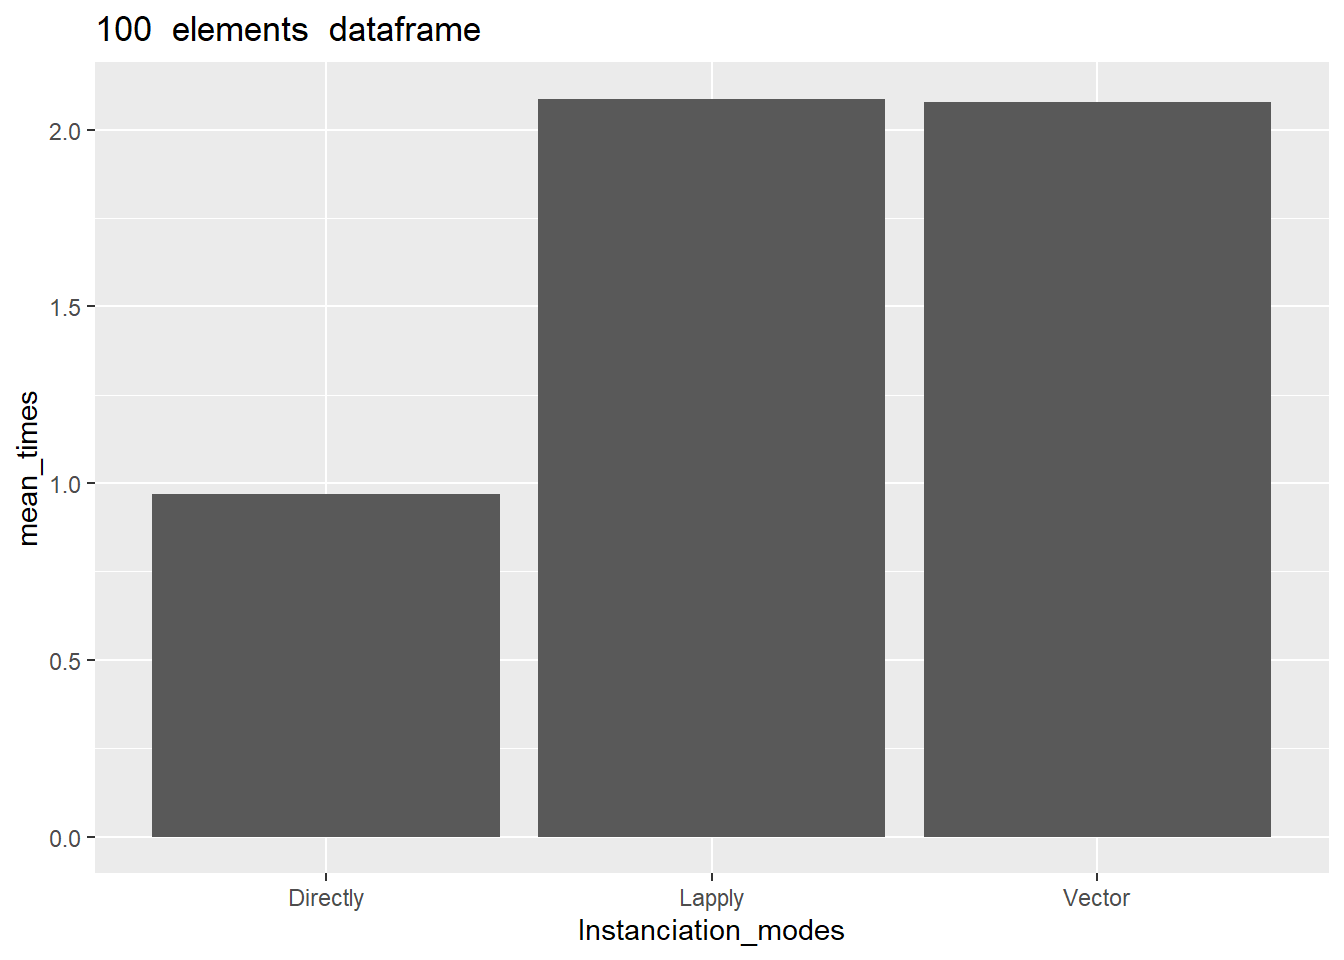 100 elements dataframe
mean_times
2.0
1.5
1.0
0.5
0.0
Directly
Lapply
Vector
Instanciation_modes